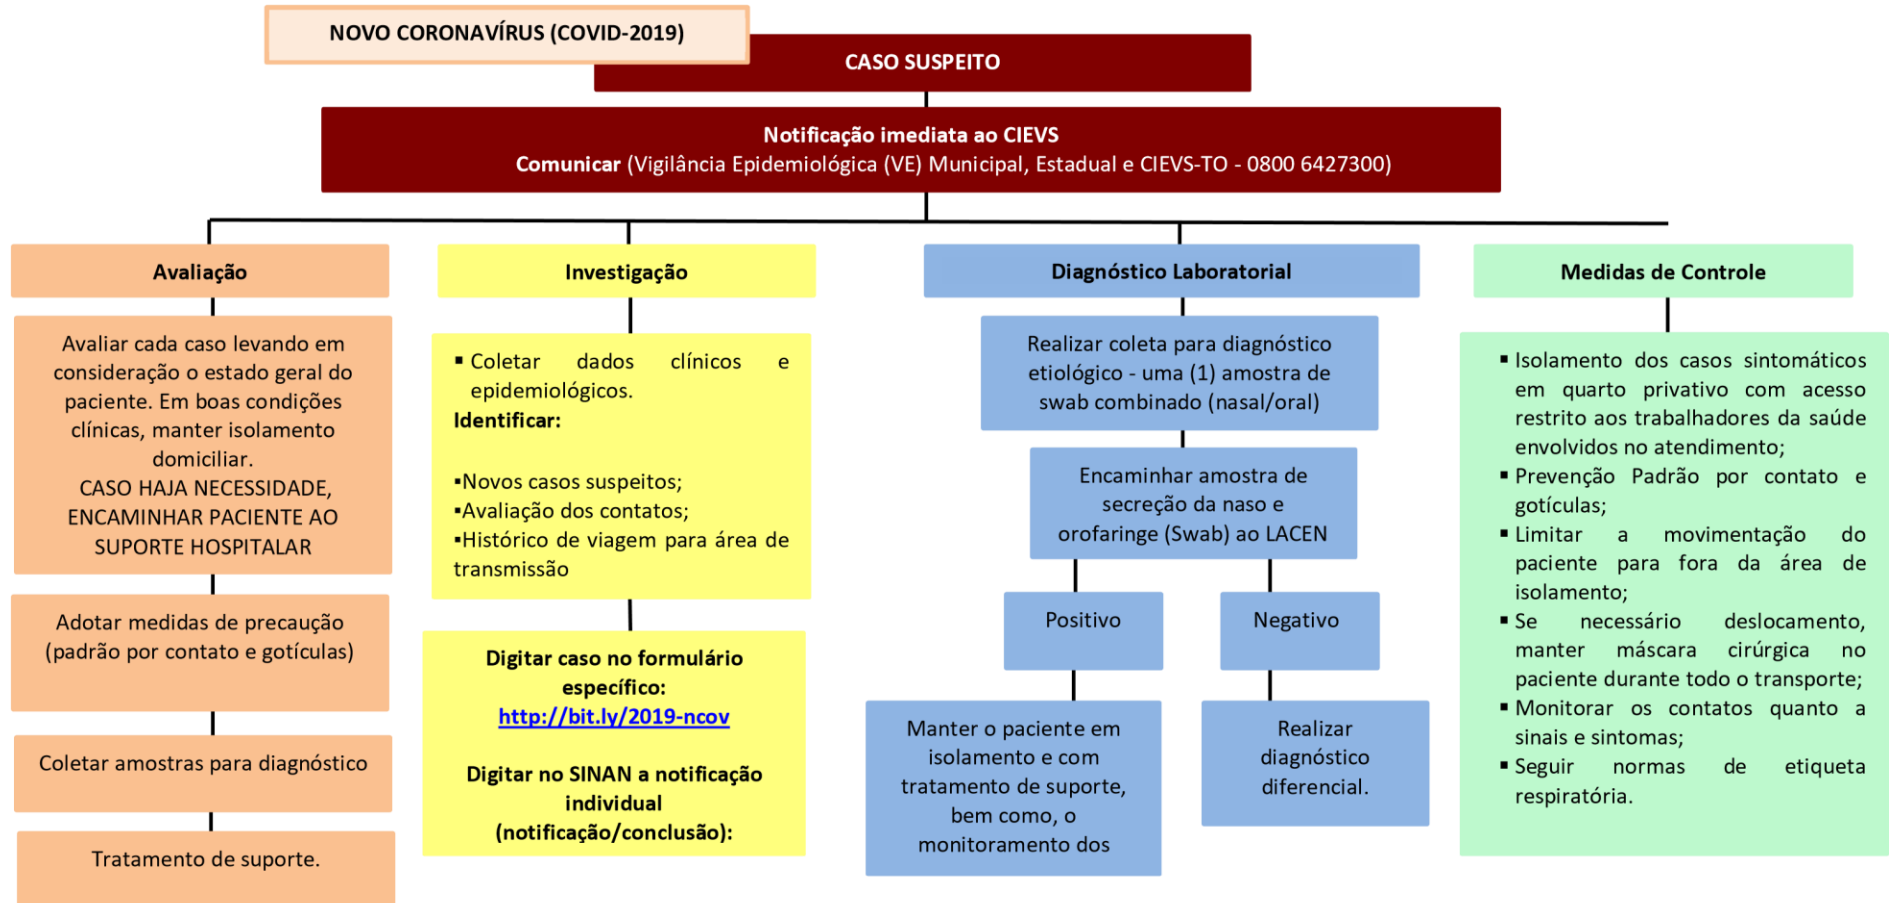 NOVO CORONAVÍRUS (COVID-2019)
CASO SUSPEITO
Notificação imediata ao CIEVS
Comunicar (Vigilância Epidemiológica (VE) Municipal, Estadual e CIEVS-TO - 0800 6427300)
Avaliação
Avaliar cada caso levando em
consideração o estado geral do
paciente. Em boas condições
clínicas, manter isolamento
domiciliar.
CASO HAJA NECESSIDADE,
ENCAMINHAR PACIENTE AO
SUPORTE HOSPITALAR
Adotar medidas de precaução
(padrão por contato e gotículas)
Coletar amostras para diagnóstico
Tratamento de suporte.
Investigação
▪ Coletar dados clínicos e
epidemiológicos.
Identificar:
▪Novos casos suspeitos;
▪Avaliação dos contatos;
▪Histórico de viagem para área de
transmissão
Digitar caso no formulário
específico:
http://bit.ly/2019-ncov
Digitar no SINAN a notificação
individual
(notificação/conclusão):
Diagnóstico Laboratorial
Realizar coleta para diagnóstico
etiológico - uma (1) amostra de
swab combinado (nasal/oral)
Encaminhar amostra de
secreção da naso e
orofaringe (Swab) ao LACEN
Positivo
Manter o paciente em
isolamento e com
tratamento de suporte,
bem como, o
monitoramento dos
Negativo
Realizar
diagnóstico
diferencial.
Medidas de Controle
▪ Isolamento dos casos sintomáticos
em quarto privativo com acesso
restrito aos trabalhadores da saúde
envolvidos no atendimento;
▪ Prevenção Padrão por contato e
gotículas;
▪ Limitar a movimentação do
paciente para fora da área de
isolamento;
▪ Se necessário deslocamento,
manter máscara cirúrgica no
paciente durante todo o transporte;
▪ Monitorar os contatos quanto a
sinais e sintomas;
▪ Seguir normas de etiqueta
respiratória.